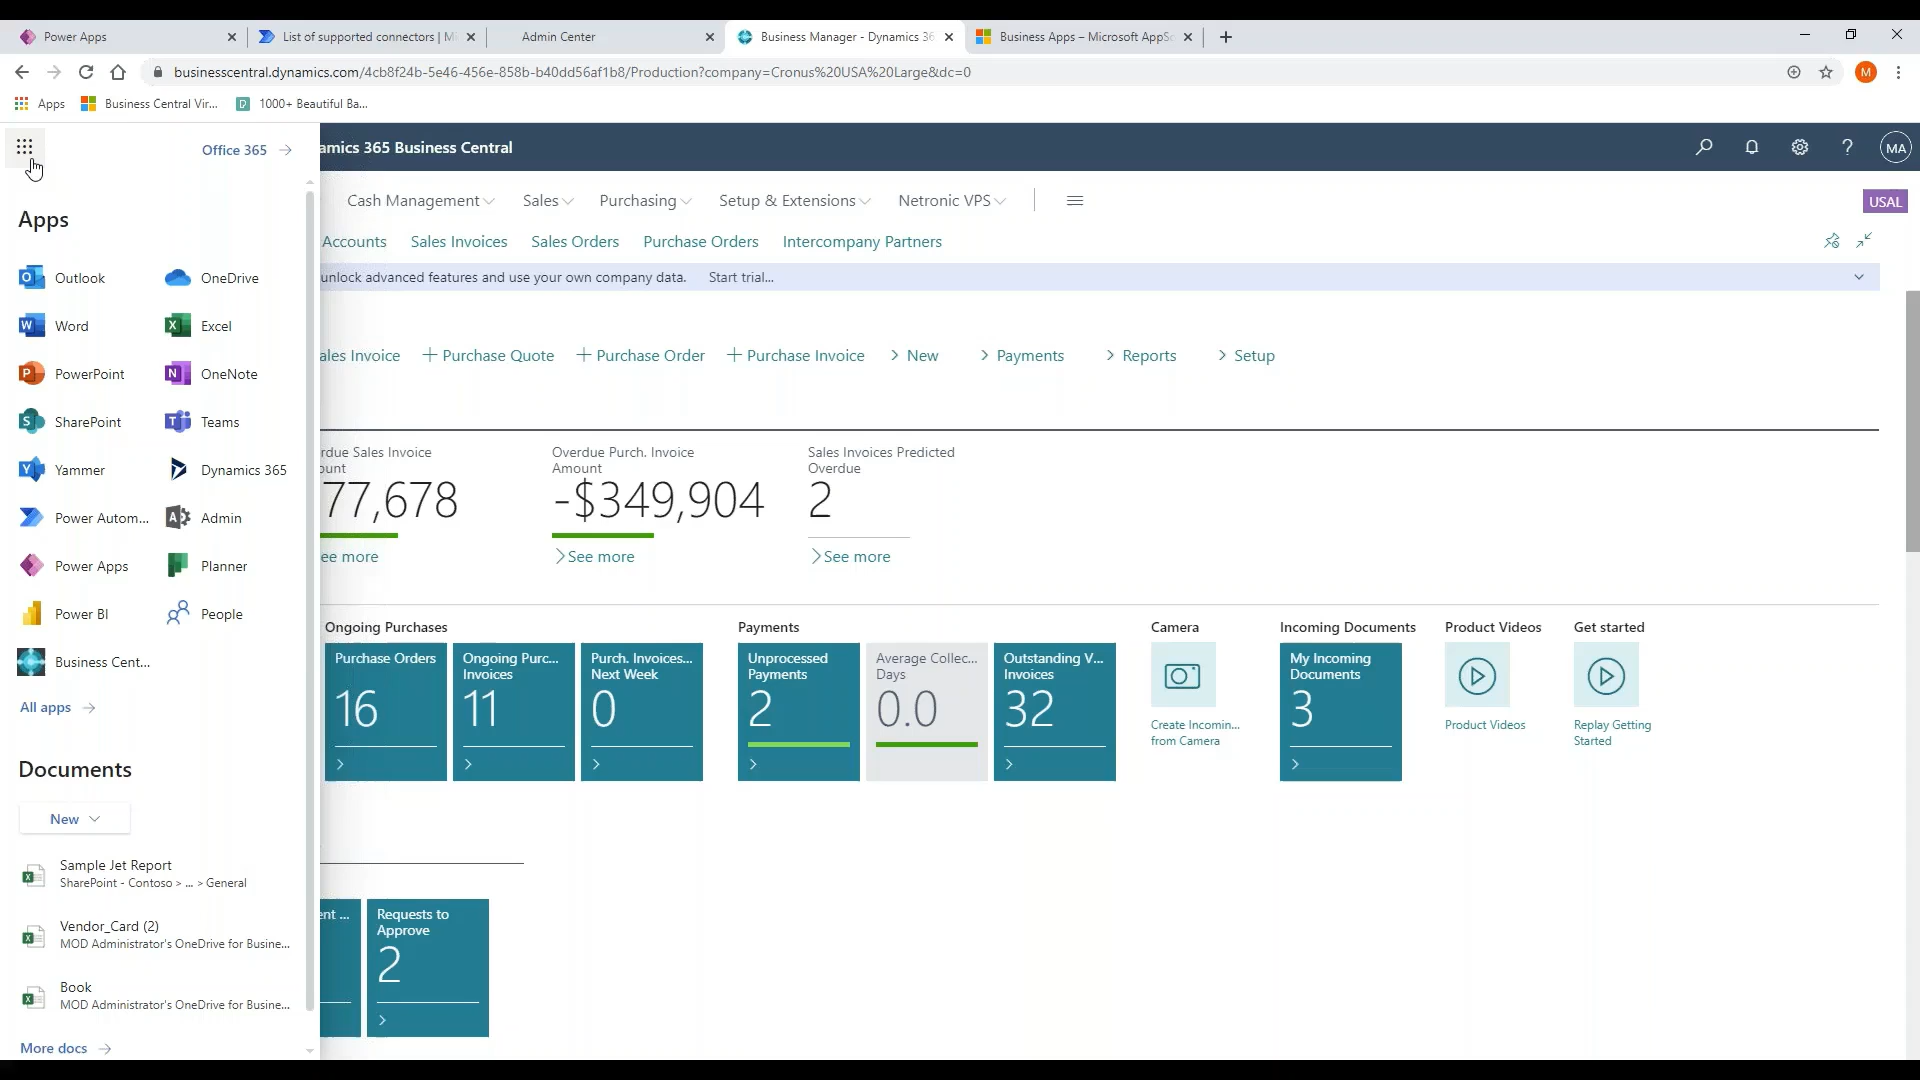 Power Apps
List of supported connectors | Mi
Admin Center
Business Manager - Dynamics 36
Business Apps – Microsoft AppSo
businesscentral.dynamics.com/4cb8f24b-5e46-456e-858b-b40dd56af1b8/Production?company=Cronus%20USA%20Large&dc=0
M
Apps
Business Central Vir...
1000+ Beautiful Ba...
Office 365
amics 365 Business Central
MA
Apps
Cash Management
Sales
Purchasing
Setup & Extensions
Netronic VPS
USAL
Accounts
Sales Invoices
Sales Orders
Purchase Orders
Intercompany Partners
unlock advanced features and use your own company data.
Start trial...
Outlook
OneDrive
Word
Excel
PowerPoint
OneNote
SharePoint
Teams
Yammer
Dynamics 365
Power Autom...
Admin
Power Apps
Planner
Power BI
People
Business Cent...
All apps
Documents
New
Sample Jet Report
SharePoint - Contoso > ... > General
Vendor_Card (2)
MOD Administrator's OneDrive for Busine...
Book
MOD Administrator's OneDrive for Busine...
More docs
ales Invoice
+ Purchase Quote
+ Purchase Order
+ Purchase Invoice
> New
> Payments
> Reports
> Setup
rdue Sales Invoice
ount
77,678
ee more
Overdue Purch. Invoice
Amount
-$349,904
>See more
Sales Invoices Predicted
Overdue
2
>See more
Ongoing Purchases
Purchase Orders
16
Ongoing Purc...
Invoices
11
Purch. Invoices...
Next Week
0
Payments
Unprocessed
Payments
2
Average Collec...
Days
0.0
Outstanding V...
Invoices
32
Camera
Create Incomin...
from Camera
Incoming Documents
My Incoming
Documents
3
Product Videos
Product Videos
Get started
Replay Getting
Started
ent ...
Requests to
Approve
2